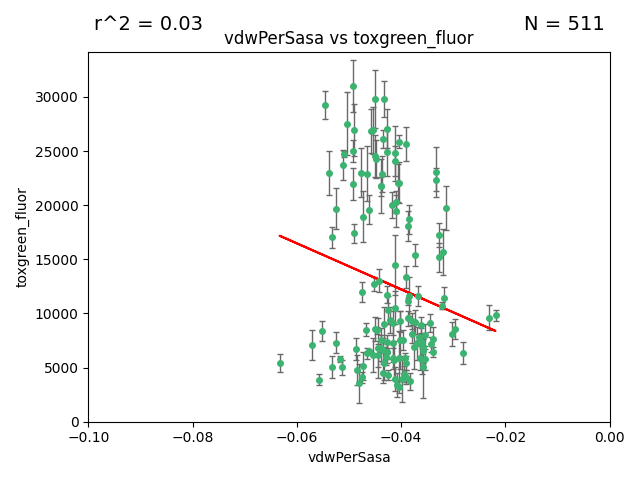 r^2 = 0.03
N = 511
vdwPerSasa vs toxgreen_fluor
30000
25000
20000
15000
10000
5000
0
toxgreen_fluor
−0.10
−0.08
−0.06
−0.04
−0.02
0.00
vdwPerSasa